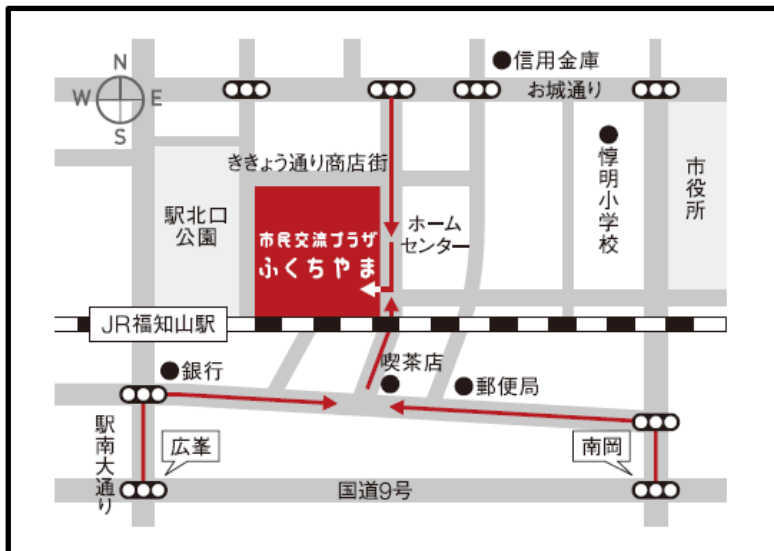 N
W E
S
信用金庫
お城通り
ききょう通り商店街
惇明小学校
市役所
駅北口
公園
市民交流プラザ
ふくちやま
ホーム
センター
JR福知山駅
銀行
喫茶店
郵便局
駅南大通り
広峯
南岡
国道9号